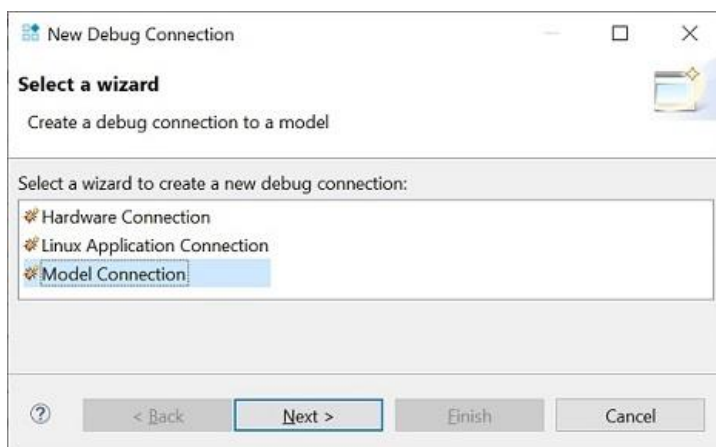 New Debug Connection
Select a wizard
Create a debug connection to a model
Select a wizard to create a new debug connection:
Hardware Connection
Linux Application Connection
Model Connection
? < Back Next > Finish Cancel